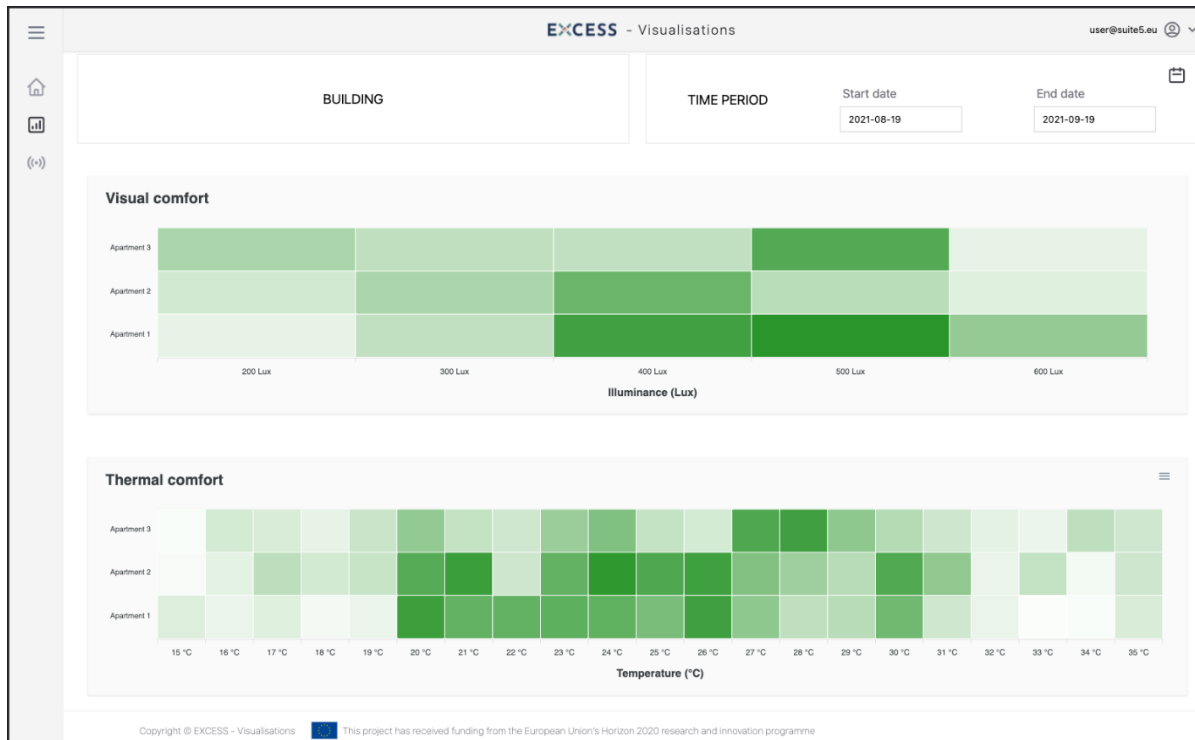 EXCESS - Visualisations
user@suite5.eu
BUILDING
TIME PERIOD
Start date
End date
2021-08-19
2021-09-19
Visual comfort
Apartment 3
Apartment 2
Apartment 1
200 Lux 300 Lux 400 Lux 500 Lux 600 Lux
Illuminance (Lux)
Thermal comfort
Apartment 3
Apartment 2
Apartment 1
15 °C 16 °C 17 °C 18 °C 19 °C 20 °C 21 °C 22 °C 23 °C 24 °C 25 °C 26 °C 27 °C 28 °C 29 °C 30 °C 31 °C 32 °C 33 °C 34 °C 35 °C
Temperature (°C)
Copyright © EXCESS - Visualisations
This project has received funding from the European Union's Horizon 2020 research and innovation programme